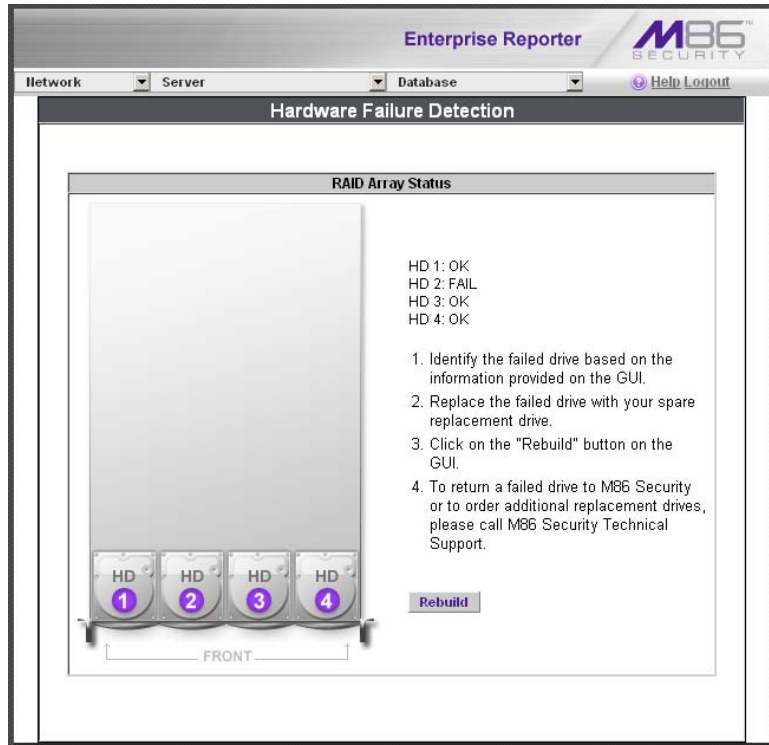 Enterprise Reporter
M86
SECURITY
Network Server Database Help Logout
Hardware Failure Detection
RAID Array Status
HD 1: OK
HD 2: FAIL
HD 3: OK
HD 4: OK
1. Identify the failed drive based on the
information provided on the GUI.
2. Replace the failed drive with your spare
replacement drive.
3. Click on the "Rebuild" button on the
GUI.
4. To return a failed drive to M86 Security
or to order additional replacement drives,
please call M86 Security Technical
Support.
Rebuild
HD HD HD HD
1 2 3 4
FRONT